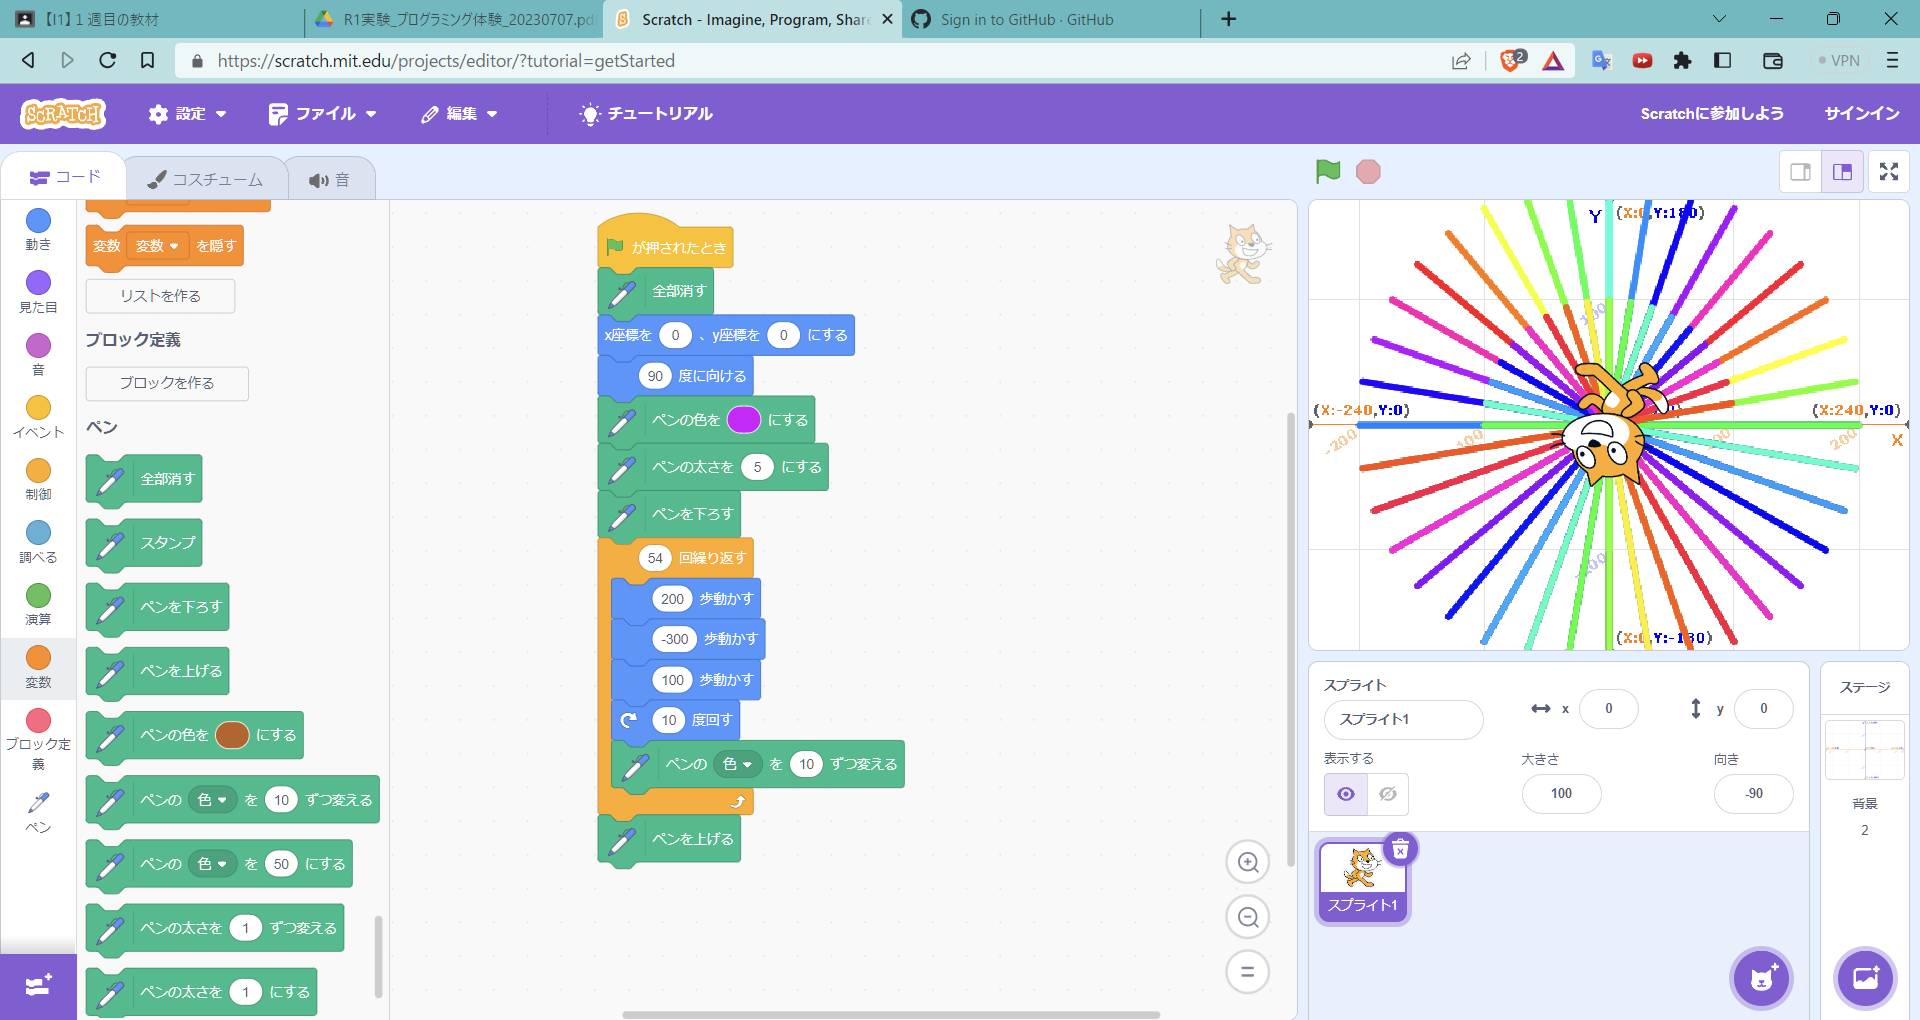 【I1】1 週目の教材
R1実験_プログラミング体験_20230707.pdf
Scratch - Imagine, Program, Share
Sign in to GitHub · GitHub
https://scratch.mit.edu/projects/editor/?tutorial=getStarted
2
VPN
SCRATCH
設定
ファイル
編集
チュートリアル
Scratchに参加しよう
サインイン
コード
コスチューム
音
動き
見た目
音
イベント
制御
調べる
演算
変数
ブロック定義
ペン
変数 変数 を隠す
リストを作る
ブロック定義
ブロックを作る
ペン
全部消す
スタンプ
ペンを下ろす
ペンを上げる
ペンの色を にする
ペンの 色 を 10 ずつ変える
ペンの 色 を 50 にする
ペンの太さを 1 ずつ変える
ペンの太さを 1 にする
が押されたとき
全部消す
x座標を 0 、y座標を 0 にする
90 度に向ける
ペンの色を にする
ペンの太さを 5 にする
ペンを下ろす
54 回繰り返す
200 歩動かす
-300 歩動かす
100 歩動かす
10 度回す
ペンの 色 を 10 ずつ変える
ペンを上げる
Y (X:0,Y:180)
(X:-240,Y:0)
(X:240,Y:0)
-200
200
X
(X:0,Y:-180)
スプライト
スプライト1
x 0
y 0
表示する
大きさ
100
向き
-90
スプライト1
ステージ
背景
2